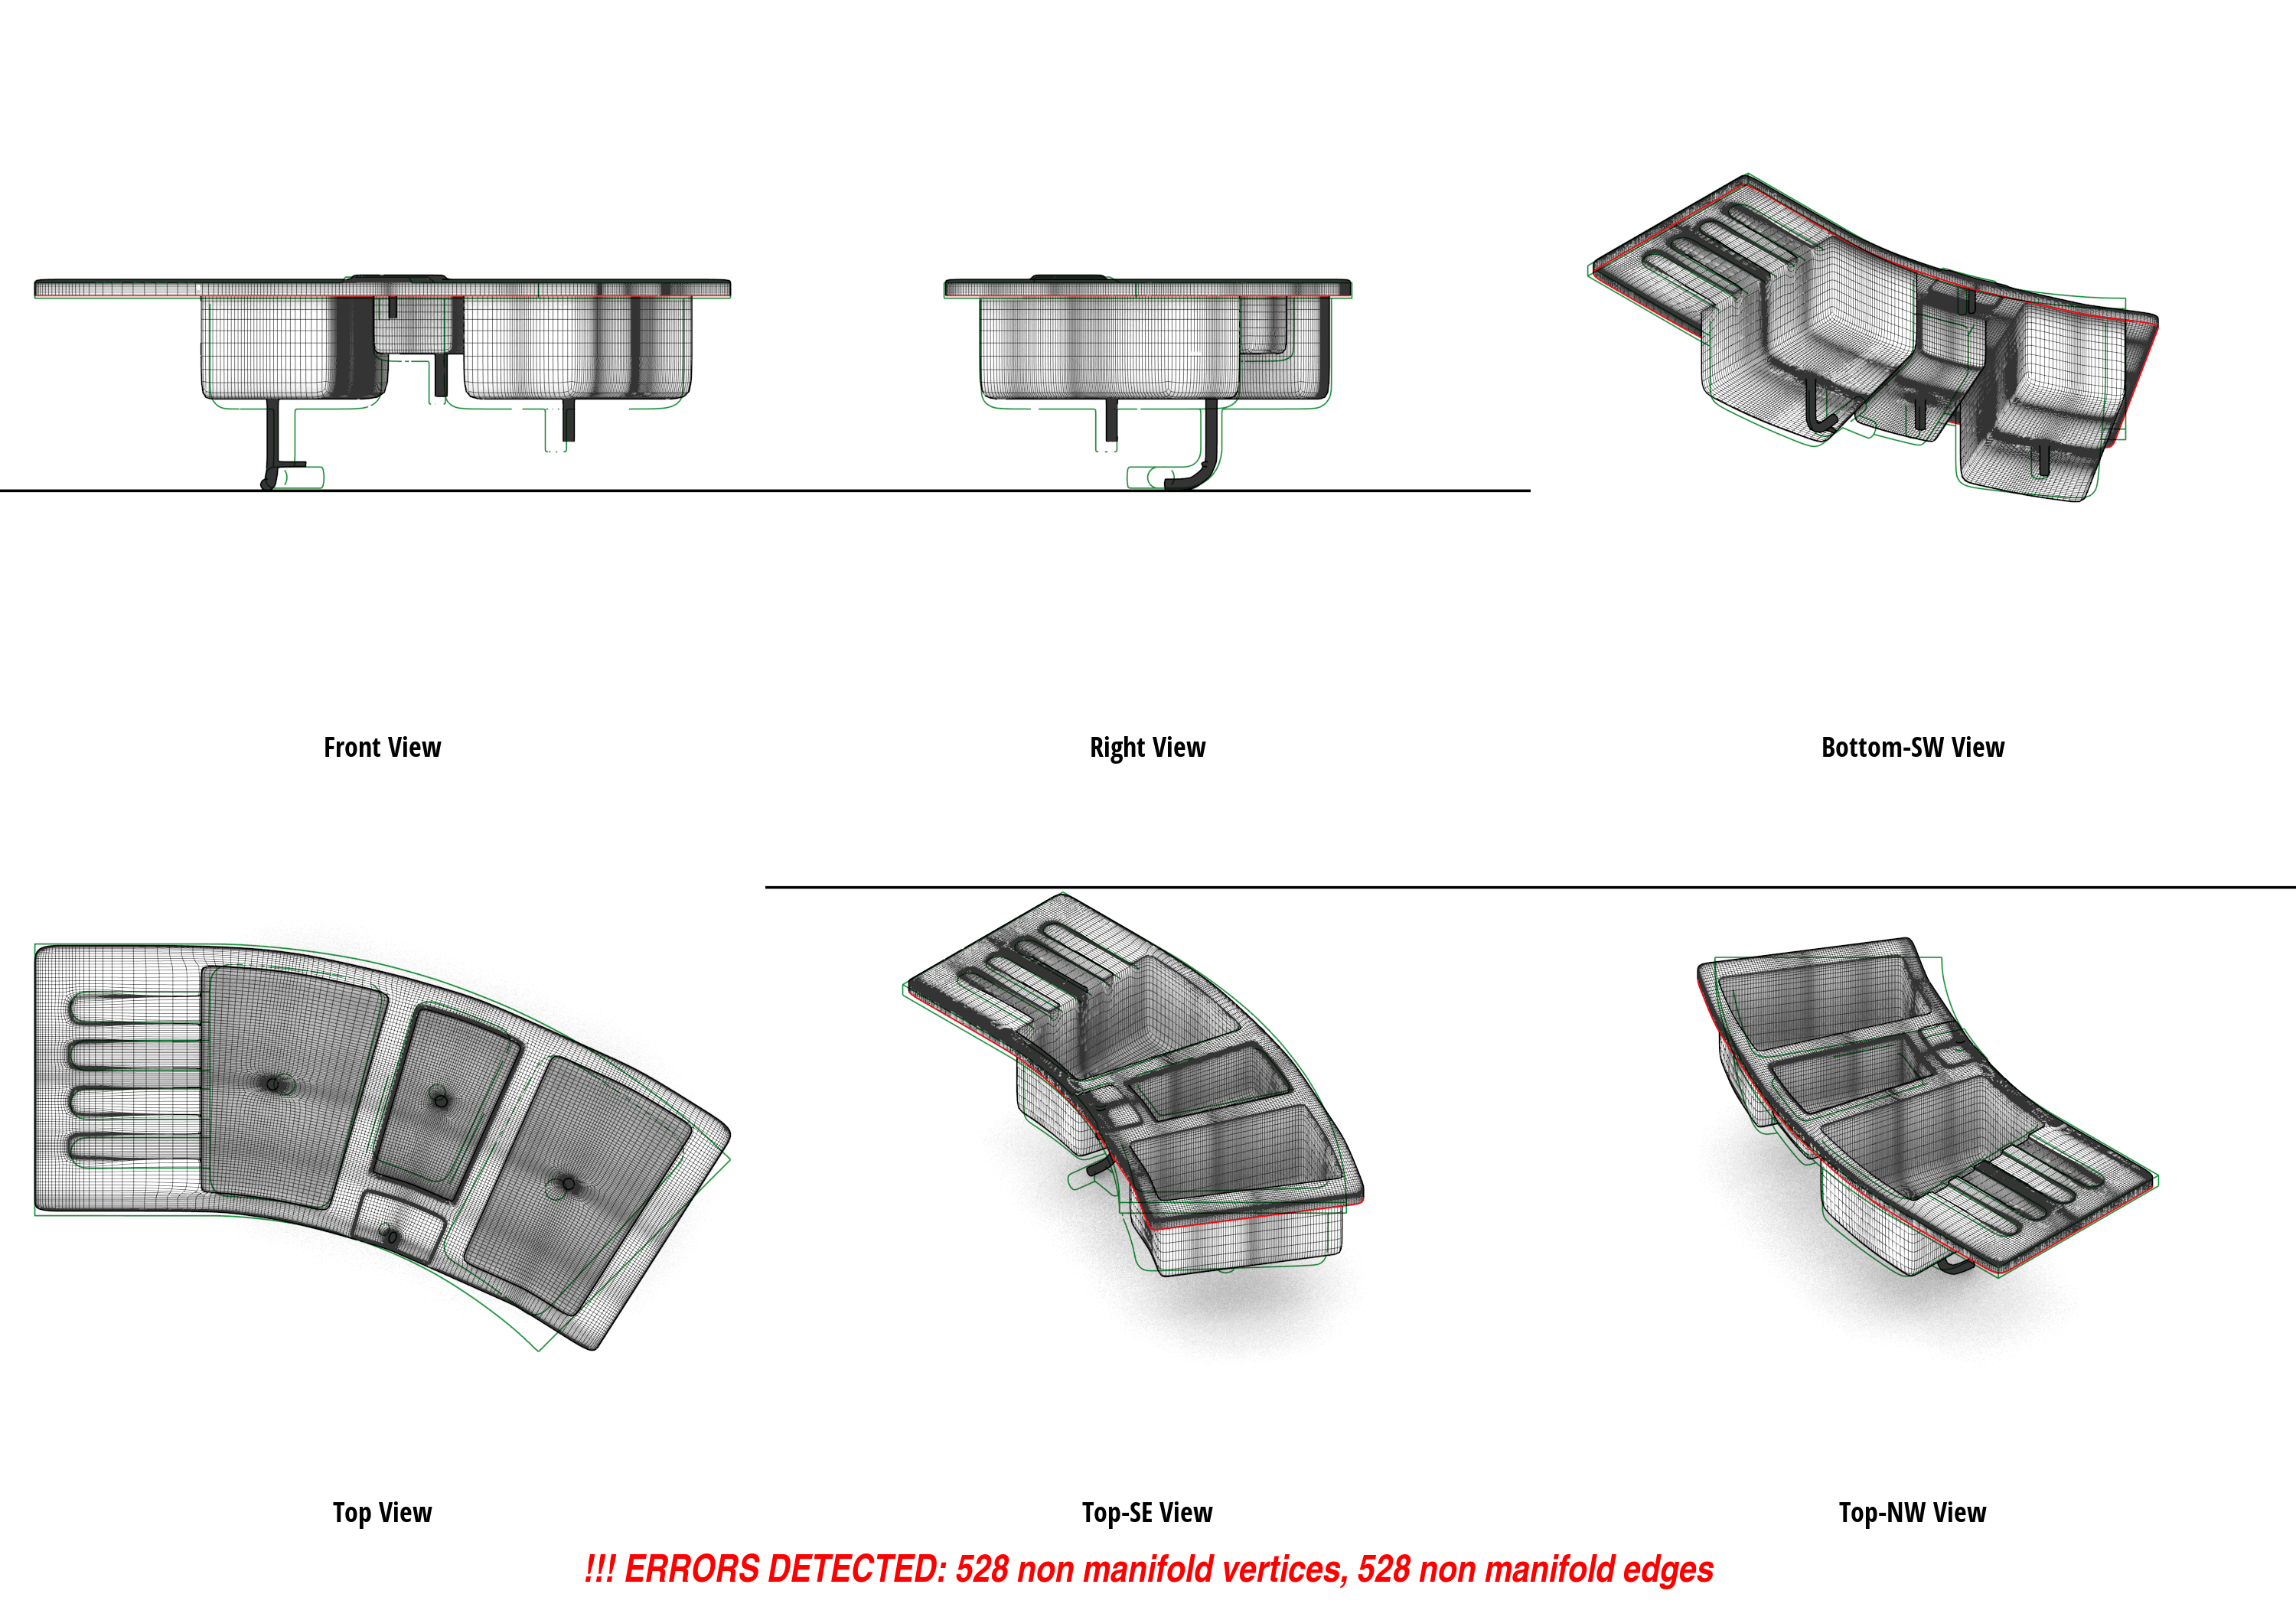 Front View
Right View
Bottom-SW View
Top View
Top-SE View
Top-NW View
!!! ERRORS DETECTED: 528 non manifold vertices, 528 non manifold edges